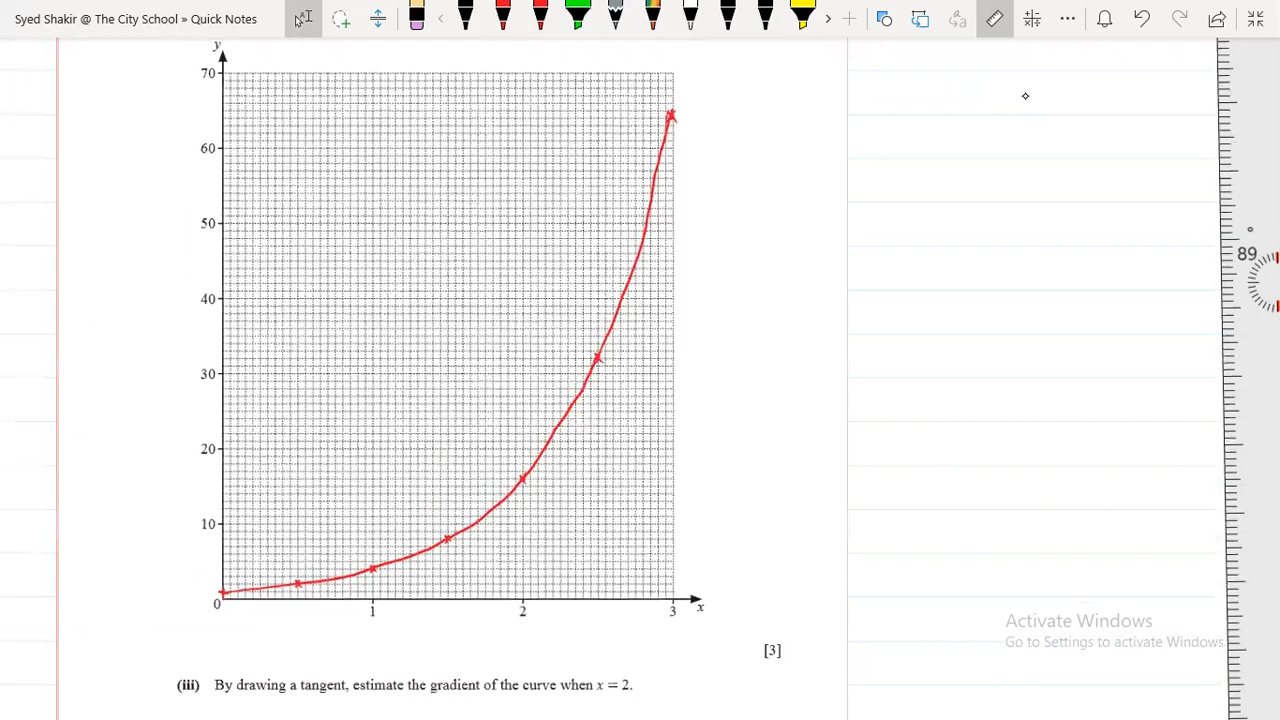 Syed Shakir @ The City School » Quick Notes
y
70
60
50
40
30
20
10
0
1
2
3
x
89
[3]
(iii) By drawing a tangent, estimate the gradient of the curve when x = 2.
Activate Windows
Go to Settings to activate Windows